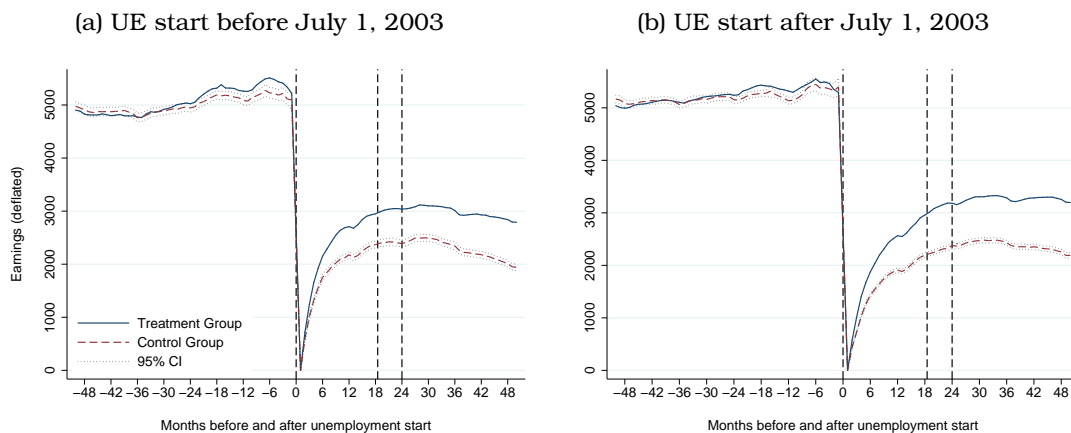 (a) UE start before July 1, 2003
Earnings (deflated)
5000
4000
3000
2000
1000
0
Treatment Group
Control Group
95% CI
−48 −42 −36 −30 −24 −18 −12 −6 0 6 12 18 24 30 36 42 48
Months before and after unemployment start
(b) UE start after July 1, 2003
5000
4000
3000
2000
1000
0
−48 −42 −36 −30 −24 −18 −12 −6 0 6 12 18 24 30 36 42 48
Months before and after unemployment start